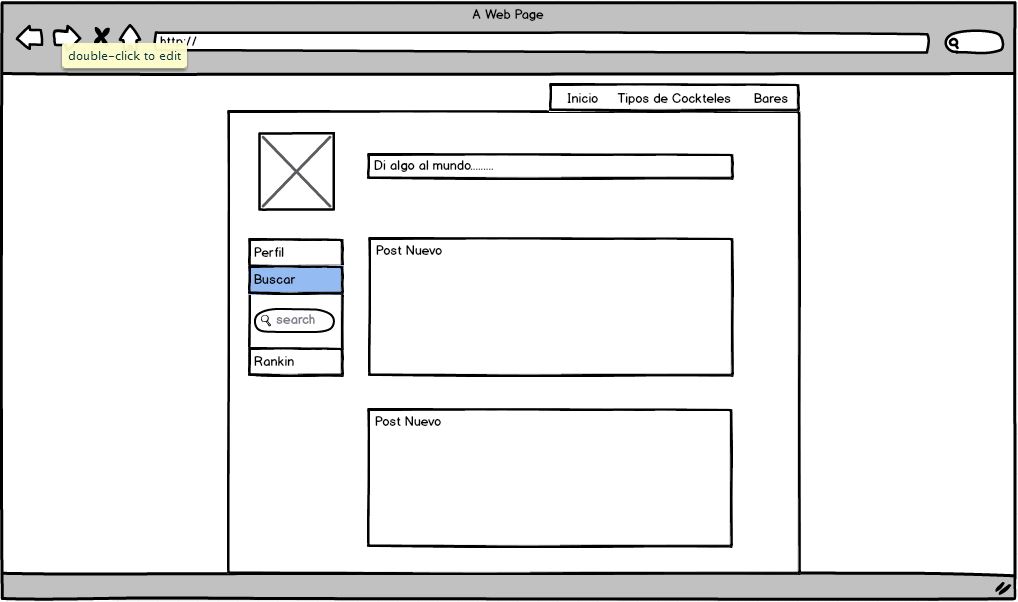 A Web Page
http://
double-click to edit
Inicio Tipos de Cockteles Bares
Di algo al mundo.........
Perfil
Buscar
search
Rankin
Post Nuevo
Post Nuevo